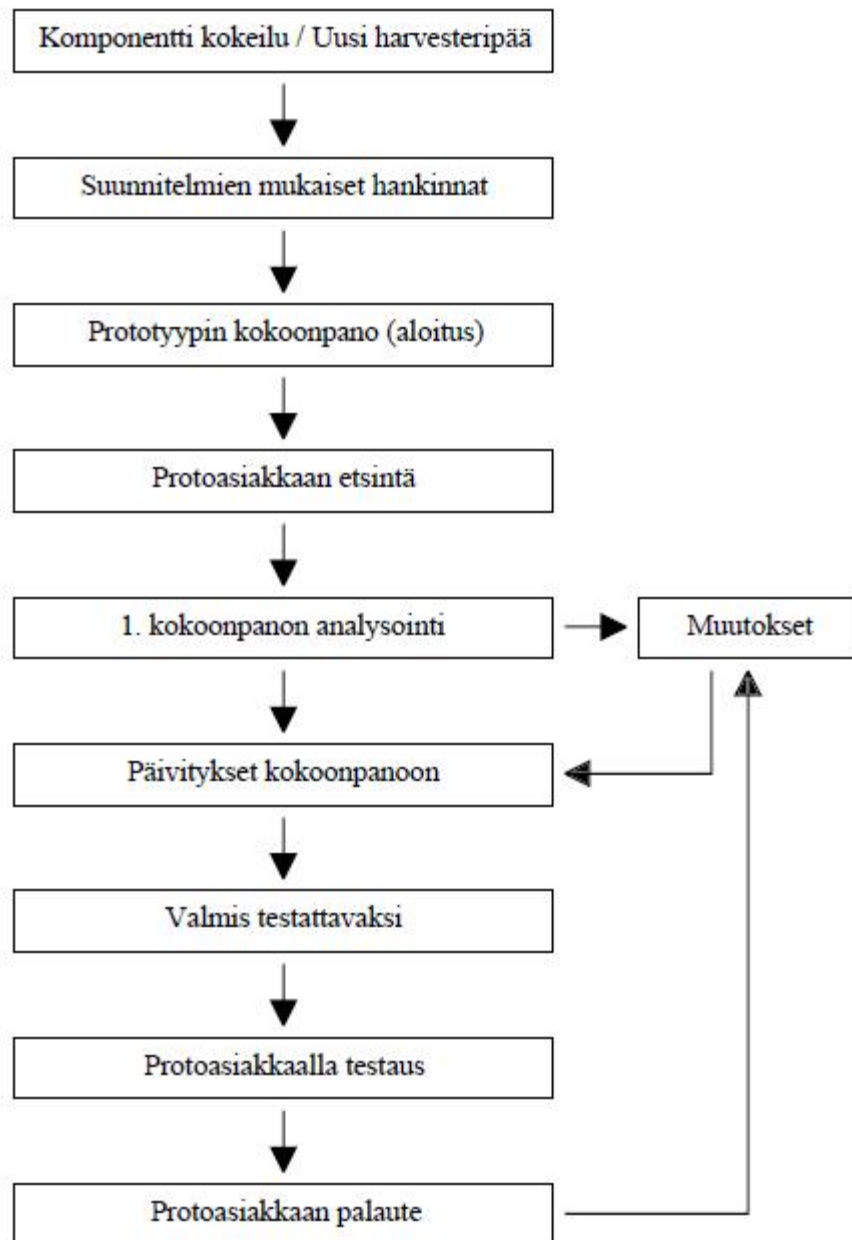 Komponentti kokeilu / Uusi harvesteripää
Suunnitelmien mukaiset hankinnat
Prototyypin kokoonpano (aloitus)
Protoasiakkaan etsintä
1. kokoonpanon analysointi
Muutokset
Päivitykset kokoonpanoon
Valmis testattavaksi
Protoasiakkaalla testaus
Protoasiakkaan palaute